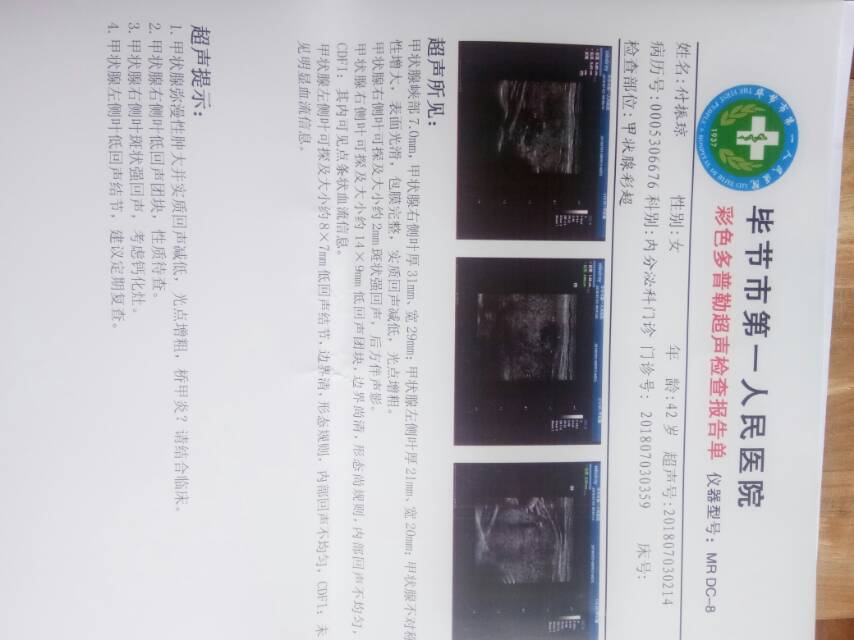 毕节市第一人民医院
彩色多普勒超声检查报告单 仪器型号：MR DC-8
姓名:付振琼 性别:女 年 龄:42岁 超声号:201807030214
病历号:0005306676 科别:内分泌科门诊 门诊号: 201807030359 床号:
检查部位:甲状腺彩超
超声所见：
甲状腺峡部7.0mm,甲状腺右侧叶厚31mm、宽29mm;甲状腺左侧叶厚21mm、宽20mm;甲状腺不对称
性增大,表面光滑,包膜完整,实质回声减低,光点增粗。
甲状腺右侧叶可探及大小约2mm斑状强回声,后方伴声影。
甲状腺右侧叶可探及大小约14×9mm低回声团块,边界尚清,形态尚规则,内部回声不均匀,
CDFI:其内可见点条状血流信息。
甲状腺左侧叶可探及大小约8×7mm低回声结节,边界清,形态规则,内部回声不均匀,CDFI:未
见明显血流信息。
超声提示：
1. 甲状腺弥漫性肿大并实质回声减低,光点增粗,桥甲炎?请结合临床。
2. 甲状腺右侧叶低回声团块,性质待查。
3. 甲状腺右侧叶斑状强回声,考虑钙化灶。
4. 甲状腺左侧叶低回声结节,建议定期复查。
1937